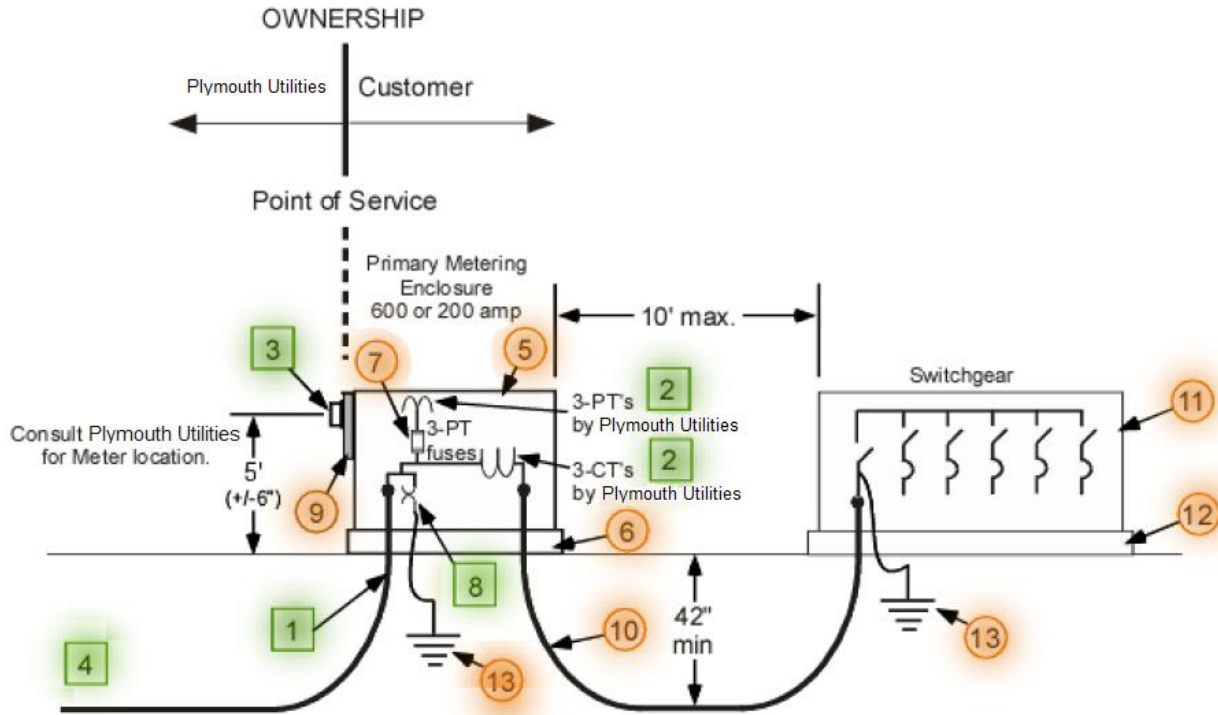 OWNERSHIP
Plymouth Utilities
Customer
Point of Service
Primary Metering
Enclosure
600 or 200 amp
10' max.
3
7
5
Switchgear
3-PT's
by Plymouth Utilities
2
11
Consult Plymouth Utilities
for Meter location.
3-PT
fuses
3-CT's
by Plymouth Utilities
2
5'
(+/-6")
9
6
12
8
1
42"
min
10
13
4
13